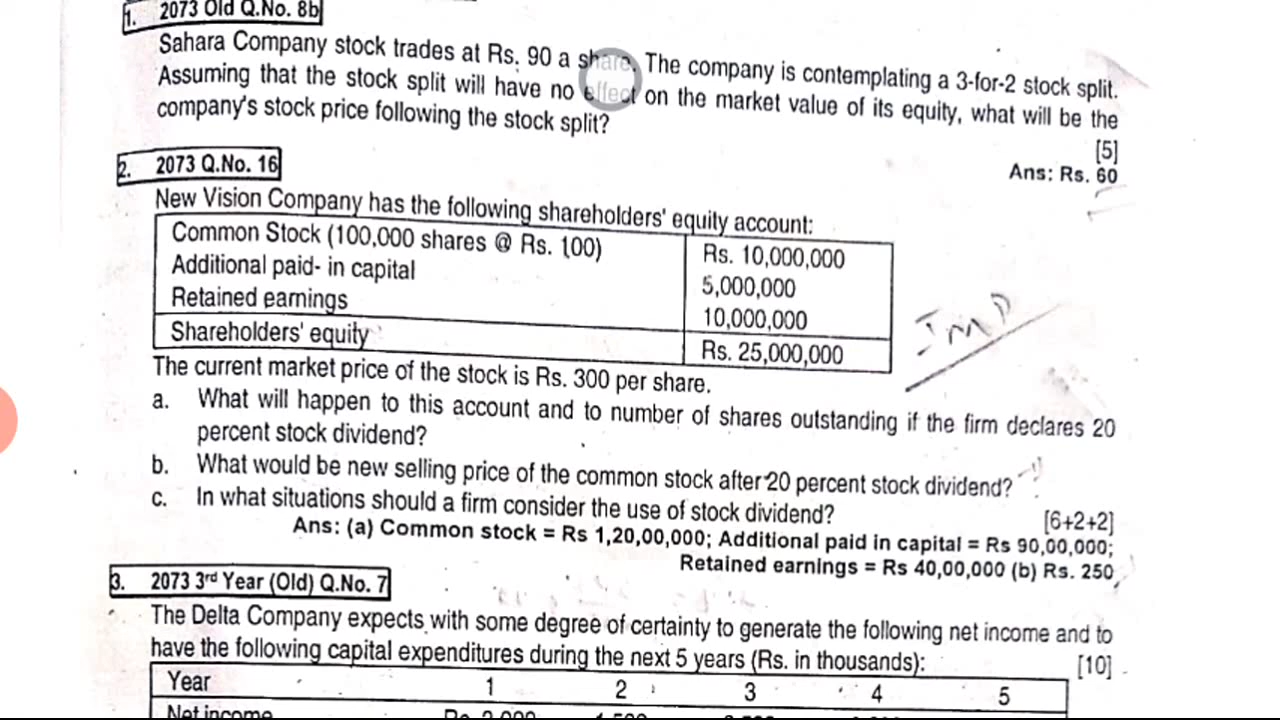 1. 2073 Old Q.No. 8b
Sahara Company stock trades at Rs. 90 a share. The company is contemplating a 3-for-2 stock split.
Assuming that the stock split will have no effect on the market value of its equity, what will be the
company's stock price following the stock split?
[5]
Ans: Rs. 60
2. 2073 Q.No. 16
New Vision Company has the following shareholders' equity account:
Common Stock (100,000 shares @ Rs. 100) Rs. 10,000,000
Additional paid- in capital 5,000,000
Retained earnings 10,000,000
Shareholders' equity Rs. 25,000,000
Imp
The current market price of the stock is Rs. 300 per share.
a. What will happen to this account and to number of shares outstanding if the firm declares 20
percent stock dividend?
b. What would be new selling price of the common stock after 20 percent stock dividend?
c. In what situations should a firm consider the use of stock dividend?
[6+2+2]
Ans: (a) Common stock = Rs 1,20,00,000; Additional paid in capital = Rs 90,00,000;
Retained earnings = Rs 40,00,000 (b) Rs. 250
3. 2073 3rd Year (Old) Q.No. 7
The Delta Company expects with some degree of certainty to generate the following net income and to
have the following capital expenditures during the next 5 years (Rs. in thousands): [10]
Year 1 2 3 4 5
Net income